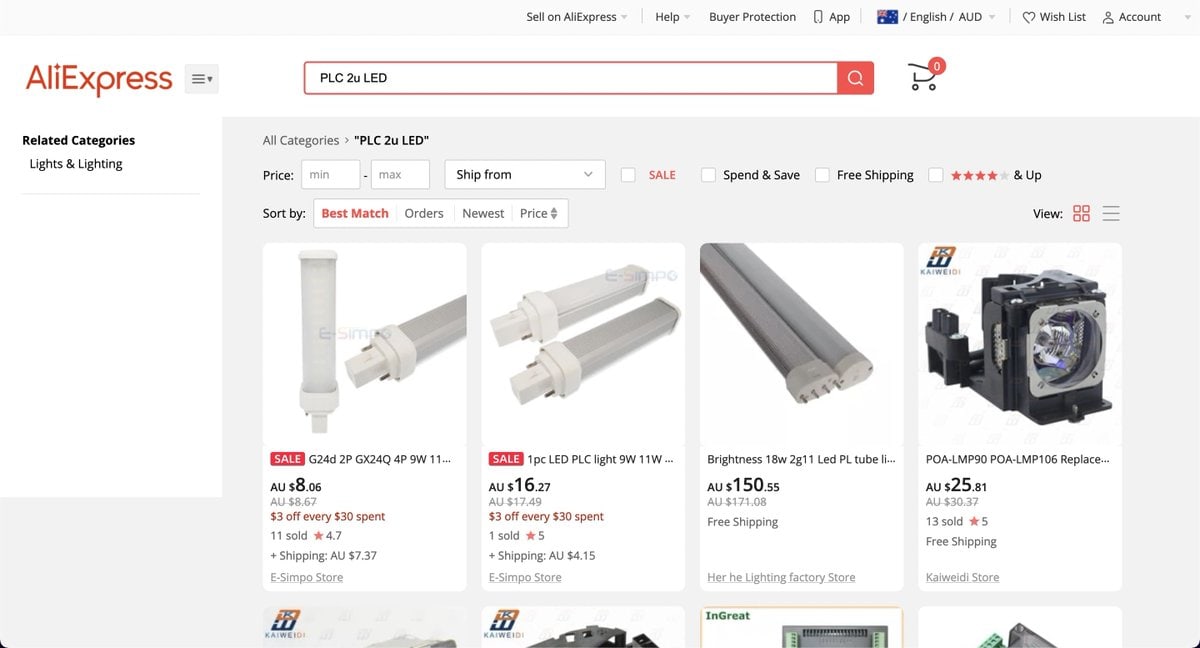 Sell on AliExpress
Help
Buyer Protection
App
/ English / AUD
Wish List
Account
AliExpress
PLC 2u LED
0
Related Categories
Lights & Lighting
All Categories > "PLC 2u LED"
Price: min - max
Ship from
SALE
Spend & Save
Free Shipping
& Up
Sort by: Best Match Orders Newest Price
View:
E-SIMPO
E-SIMPO
KAIWEIDI
SALE G24d 2P GX24Q 4P 9W 11...
AU $8.06
AU $8.67
$3 off every $30 spent
11 sold ★ 4.7
+ Shipping: AU $7.37
E-Simpo Store
SALE 1pc LED PLC light 9W 11W ...
AU $16.27
AU $17.49
$3 off every $30 spent
1 sold ★ 5
+ Shipping: AU $4.15
E-Simpo Store
Brightness 18w 2g11 Led PL tube li...
AU $150.55
AU $171.08
Free Shipping
Her he Lighting factory Store
POA-LMP90 POA-LMP106 Replace...
AU $25.81
AU $30.37
13 sold ★ 5
Free Shipping
Kaiweidi Store
KAIWEIDI
KAIWEIDI
InGreat